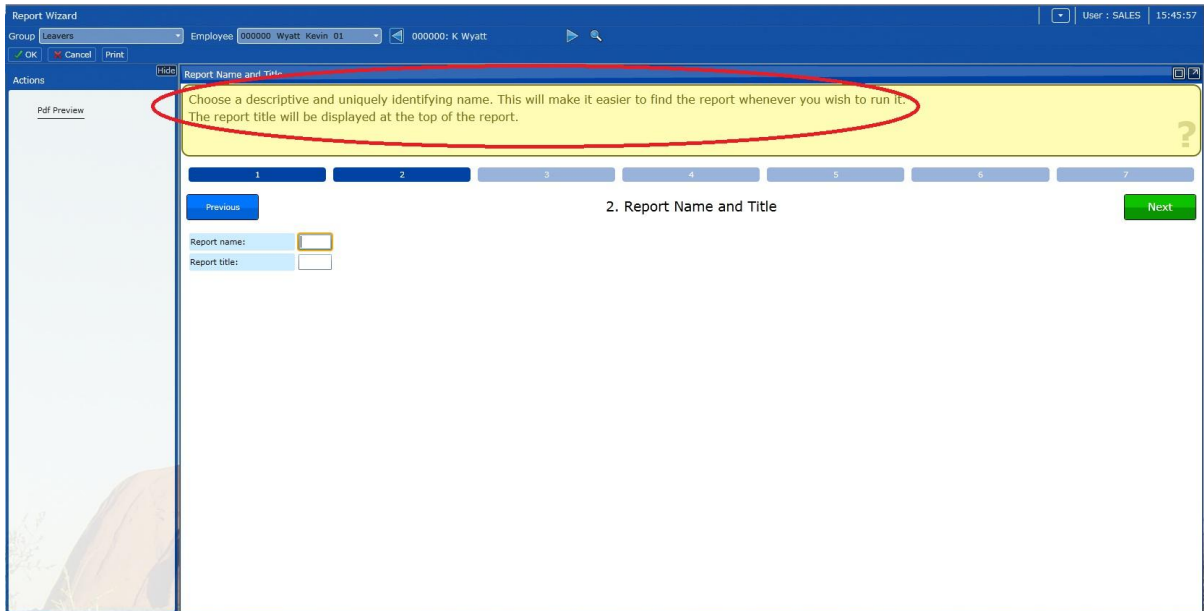 Report Wizard
User : SALES
15:45:57
Group Leavers Employee 000000 Wyatt Kevin 01 000000: K Wyatt
OK Cancel Print
Hide
Actions
Pdf Preview
Report Name and Title
Choose a descriptive and uniquely identifying name. This will make it easier to find the report whenever you wish to run it.
The report title will be displayed at the top of the report.
?
1 2 3 4 5 6 7
Previous 2. Report Name and Title Next
Report name:
Report title: